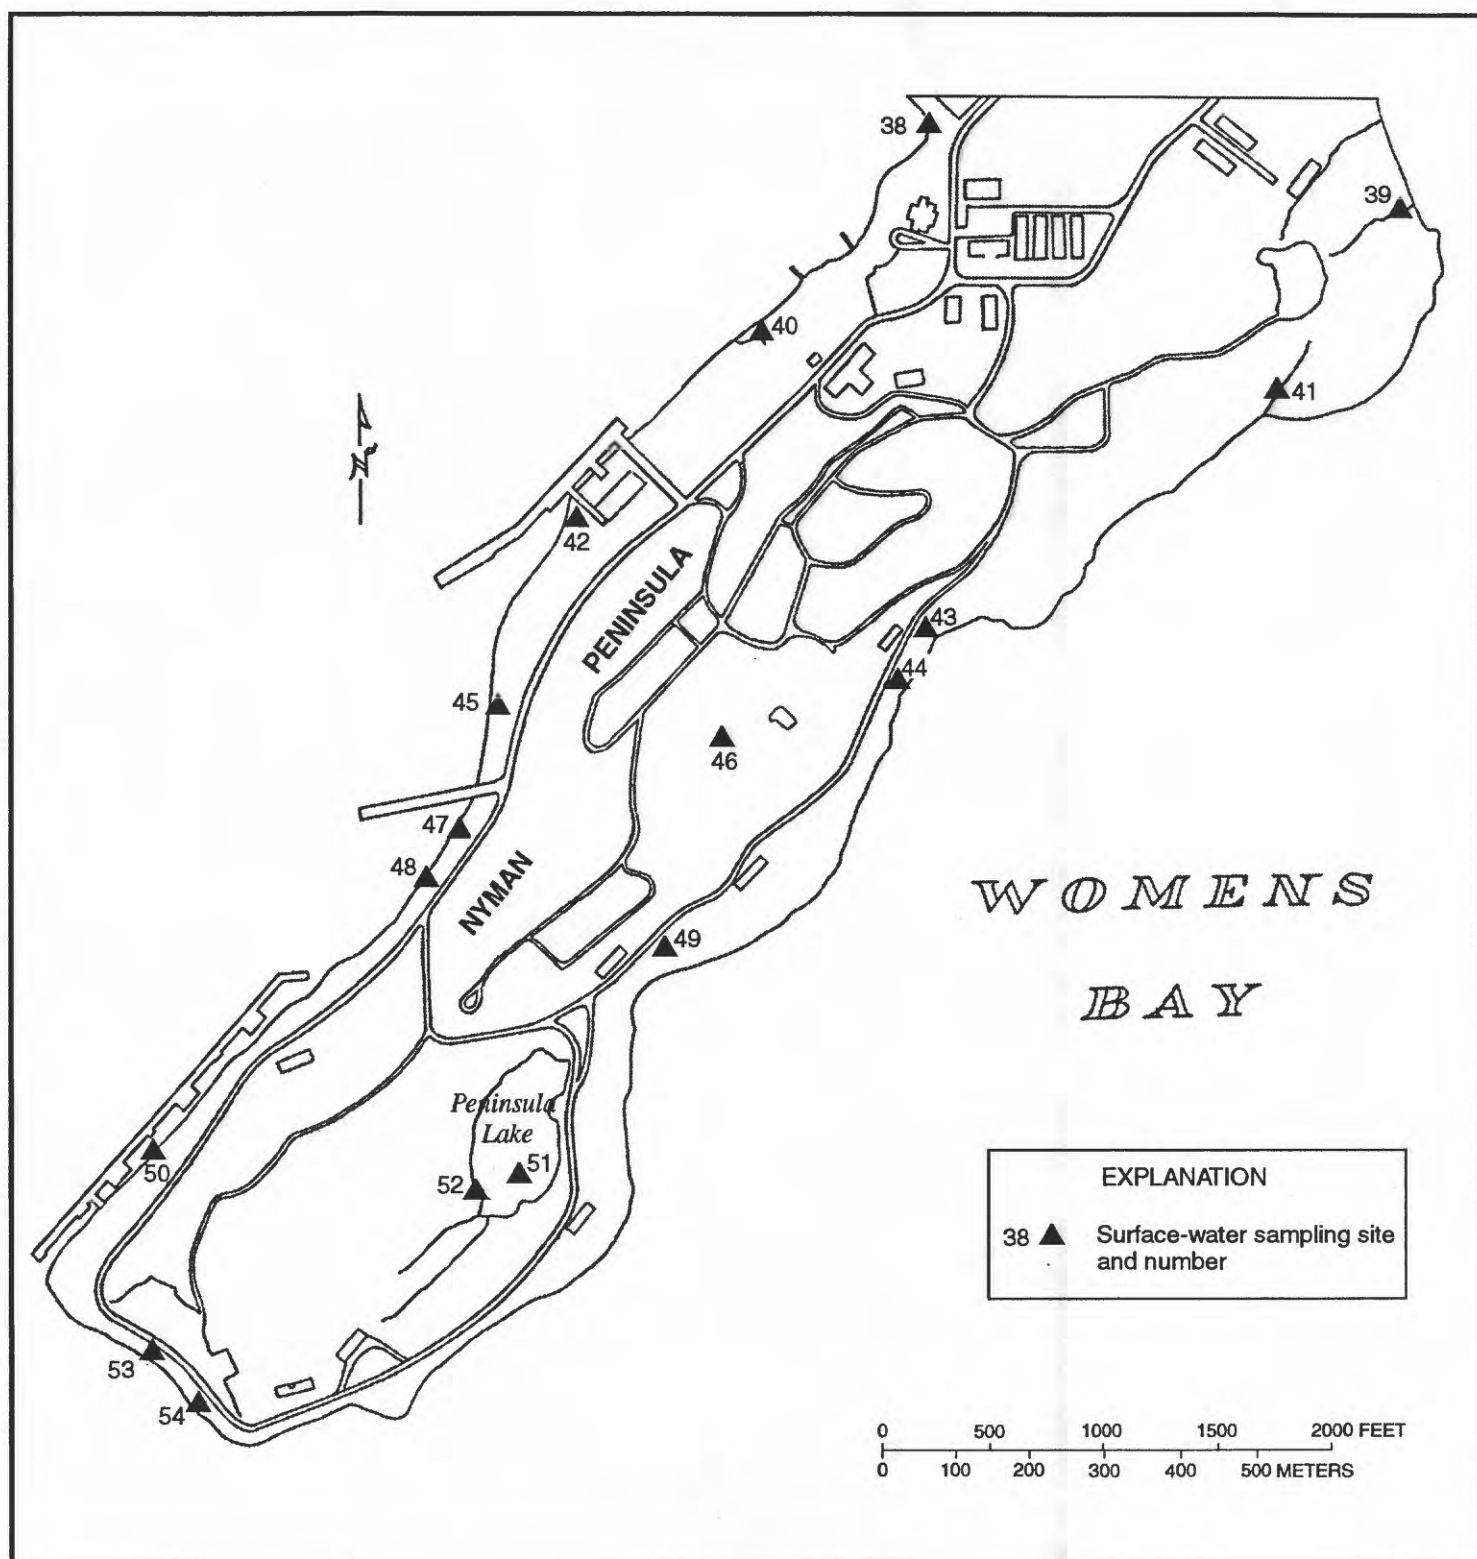 38
39
40
41
42
PENINSULA
43
44
45
46
47
48
NYMAN
49
WOMENS
BAY
Peninsula
Lake
50
51
52
53
54
N
EXPLANATION
38 Surface-water sampling site
and number
0 500 1000 1500 2000 FEET
0 100 200 300 400 500 METERS